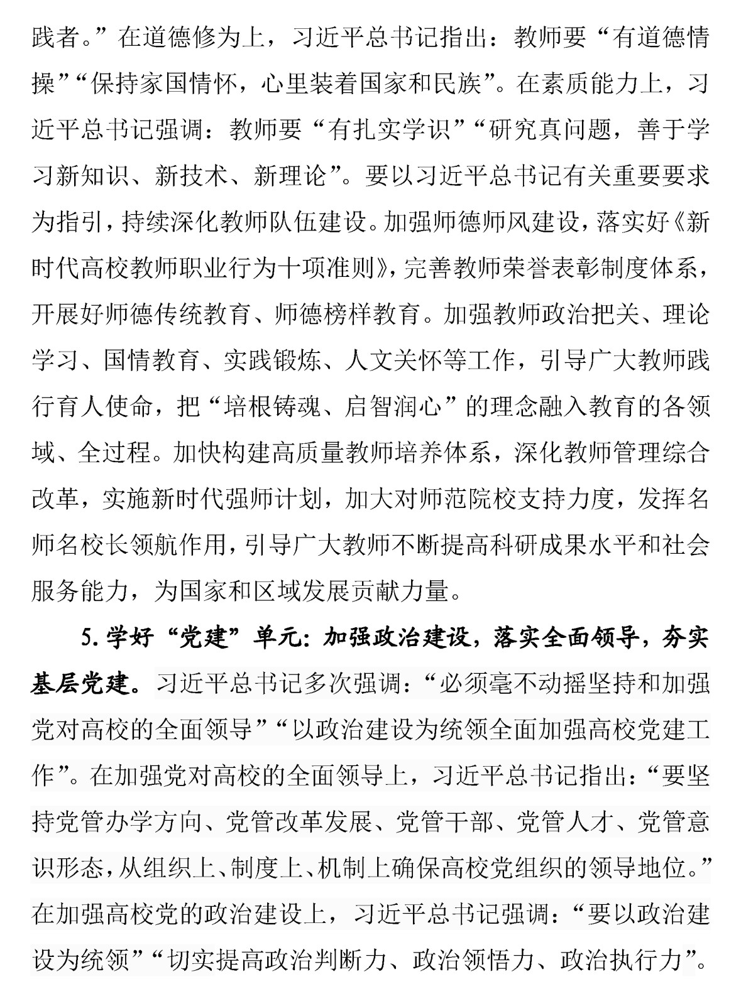 践者。”在道德修为上，习近平总书记指出：教师要“有道德情
操”“保持家国情怀，心里装着国家和民族”。在素质能力上，习
近平总书记强调：教师要“有扎实学识”“研究真问题，善于学
习新知识、新技术、新理论”。要以习近平总书记有关重要要求
为指引，持续深化教师队伍建设。加强师德师风建设，落实好《新
时代高校教师职业行为十项准则》，完善教师荣誉表彰制度体系，
开展好师德传统教育、师德榜样教育。加强教师政治把关、理论
学习、国情教育、实践锻炼、人文关怀等工作，引导广大教师践
行育人使命，把“培根铸魂、启智润心”的理念融入教育的各领
域、全过程。加快构建高质量教师培养体系，深化教师管理综合
改革，实施新时代强师计划，加大对师范院校支持力度，发挥名
师名校长领航作用，引导广大教师不断提高科研成果水平和社会
服务能力，为国家和区域发展贡献力量。
5.学好“党建”单元：加强政治建设，落实全面领导，夯实
基层党建。习近平总书记多次强调：“必须毫不动摇坚持和加强
党对高校的全面领导”“以政治建设为统领全面加强高校党建工
作”。在加强党对高校的全面领导上，习近平总书记指出：“要坚
持党管办学方向、党管改革发展、党管干部、党管人才、党管意
识形态，从组织上、制度上、机制上确保高校党组织的领导地位。”
在加强高校党的政治建设上，习近平总书记强调：“要以政治建
设为统领”“切实提高政治判断力、政治领悟力、政治执行力”。